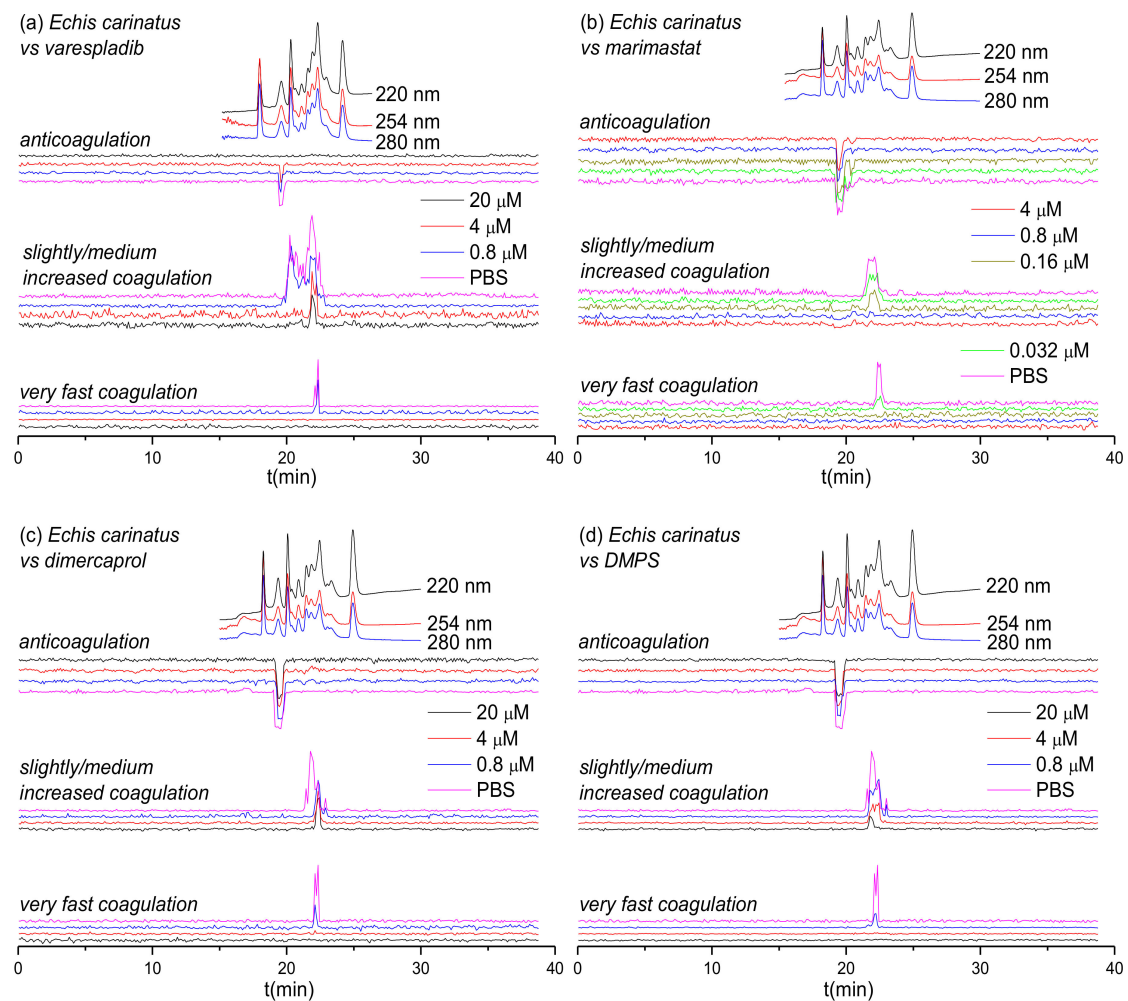 (a) Echis carinatus
vs varespladib
220 nm
254 nm
280 nm
anticoagulation
20 μM
4 μM
0.8 μM
PBS
slightly/medium
increased coagulation
very fast coagulation
0 10 20 30 40
t(min)
(b) Echis carinatus
vs marimastat
220 nm
254 nm
280 nm
anticoagulation
4 μM
0.8 μM
0.16 μM
slightly/medium
increased coagulation
0.032 μM
PBS
very fast coagulation
0 10 20 30 40
t(min)
(c) Echis carinatus
vs dimercaprol
220 nm
254 nm
280 nm
anticoagulation
20 μM
4 μM
0.8 μM
PBS
slightly/medium
increased coagulation
very fast coagulation
0 10 20 30 40
t(min)
(d) Echis carinatus
vs DMPS
220 nm
254 nm
280 nm
anticoagulation
20 μM
4 μM
0.8 μM
PBS
slightly/medium
increased coagulation
very fast coagulation
0 10 20 30 40
t(min)